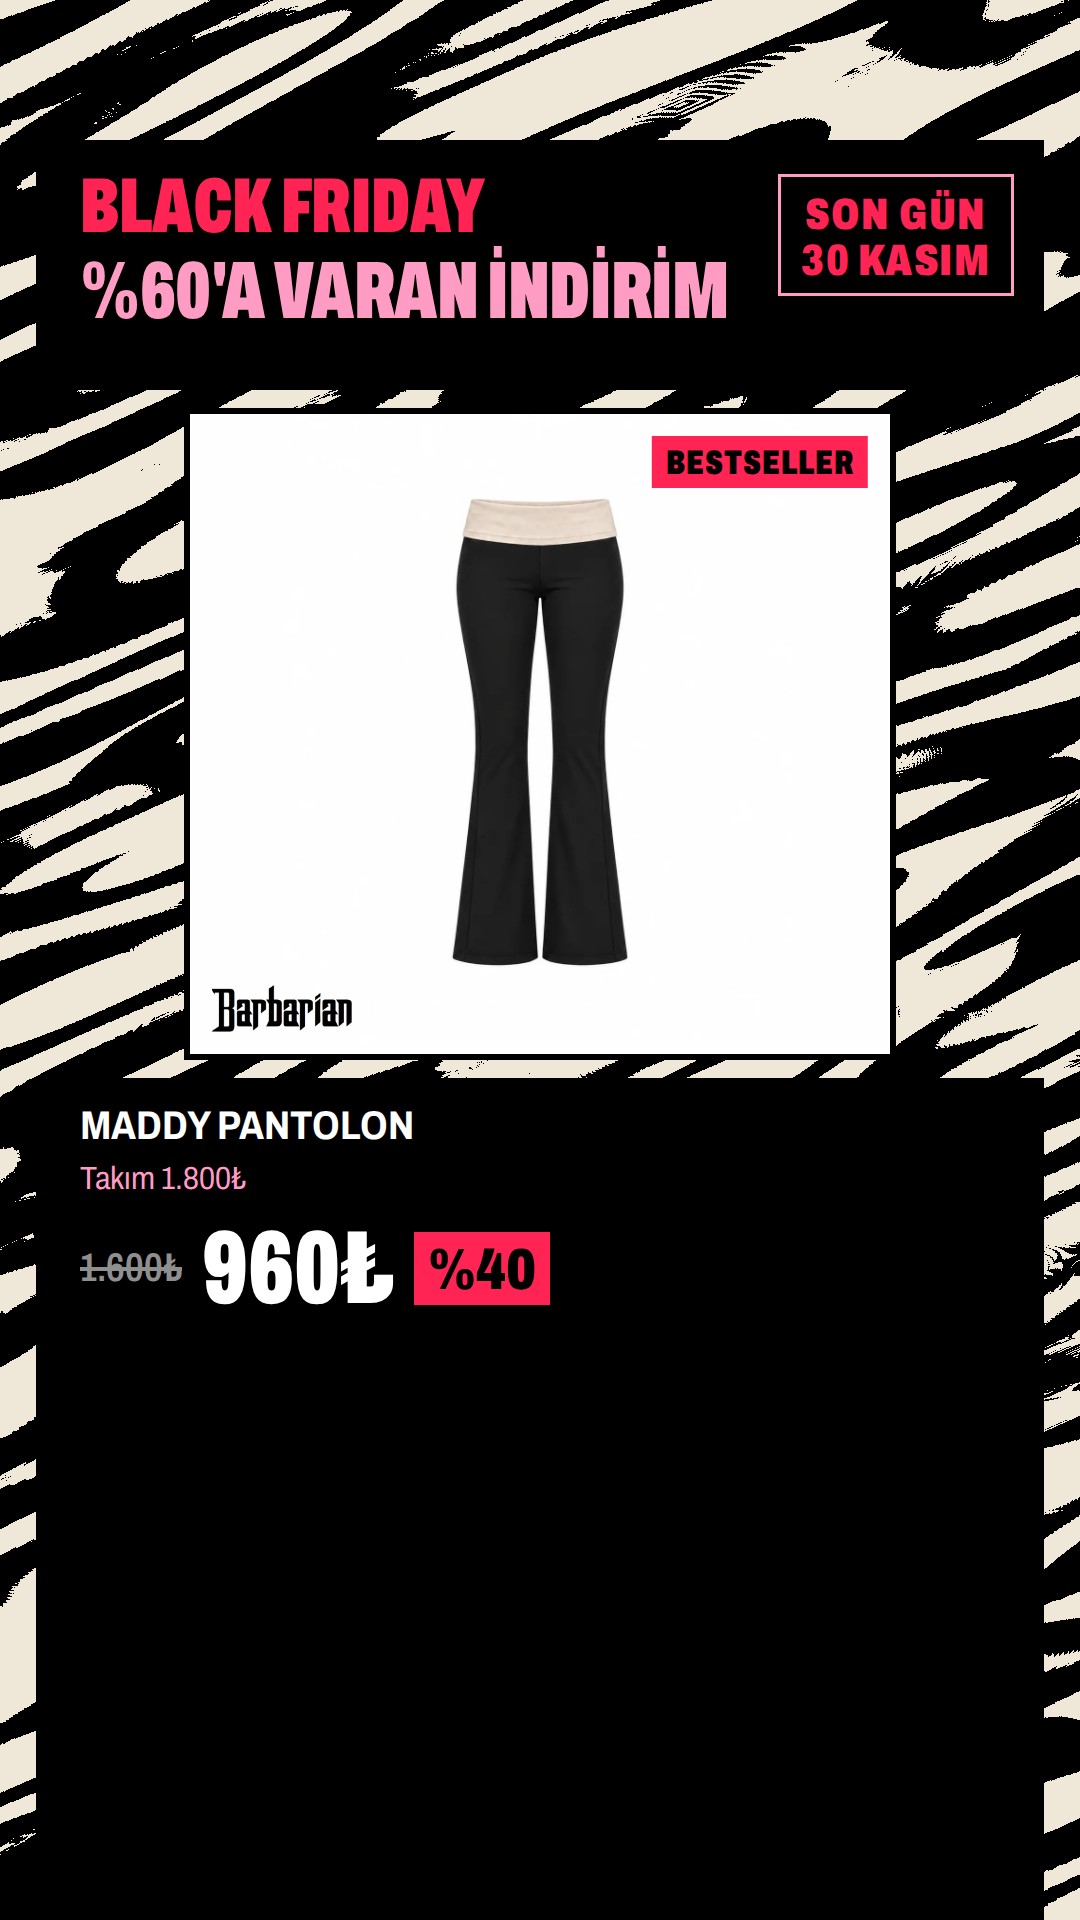 BLACK FRIDAY
%60'A VARAN İNDİRİM
SON GÜN
30 KASIM
BESTSELLER
Barbarian
MADDY PANTOLON
Takım 1.800₺
1.600₺ 960₺ %40